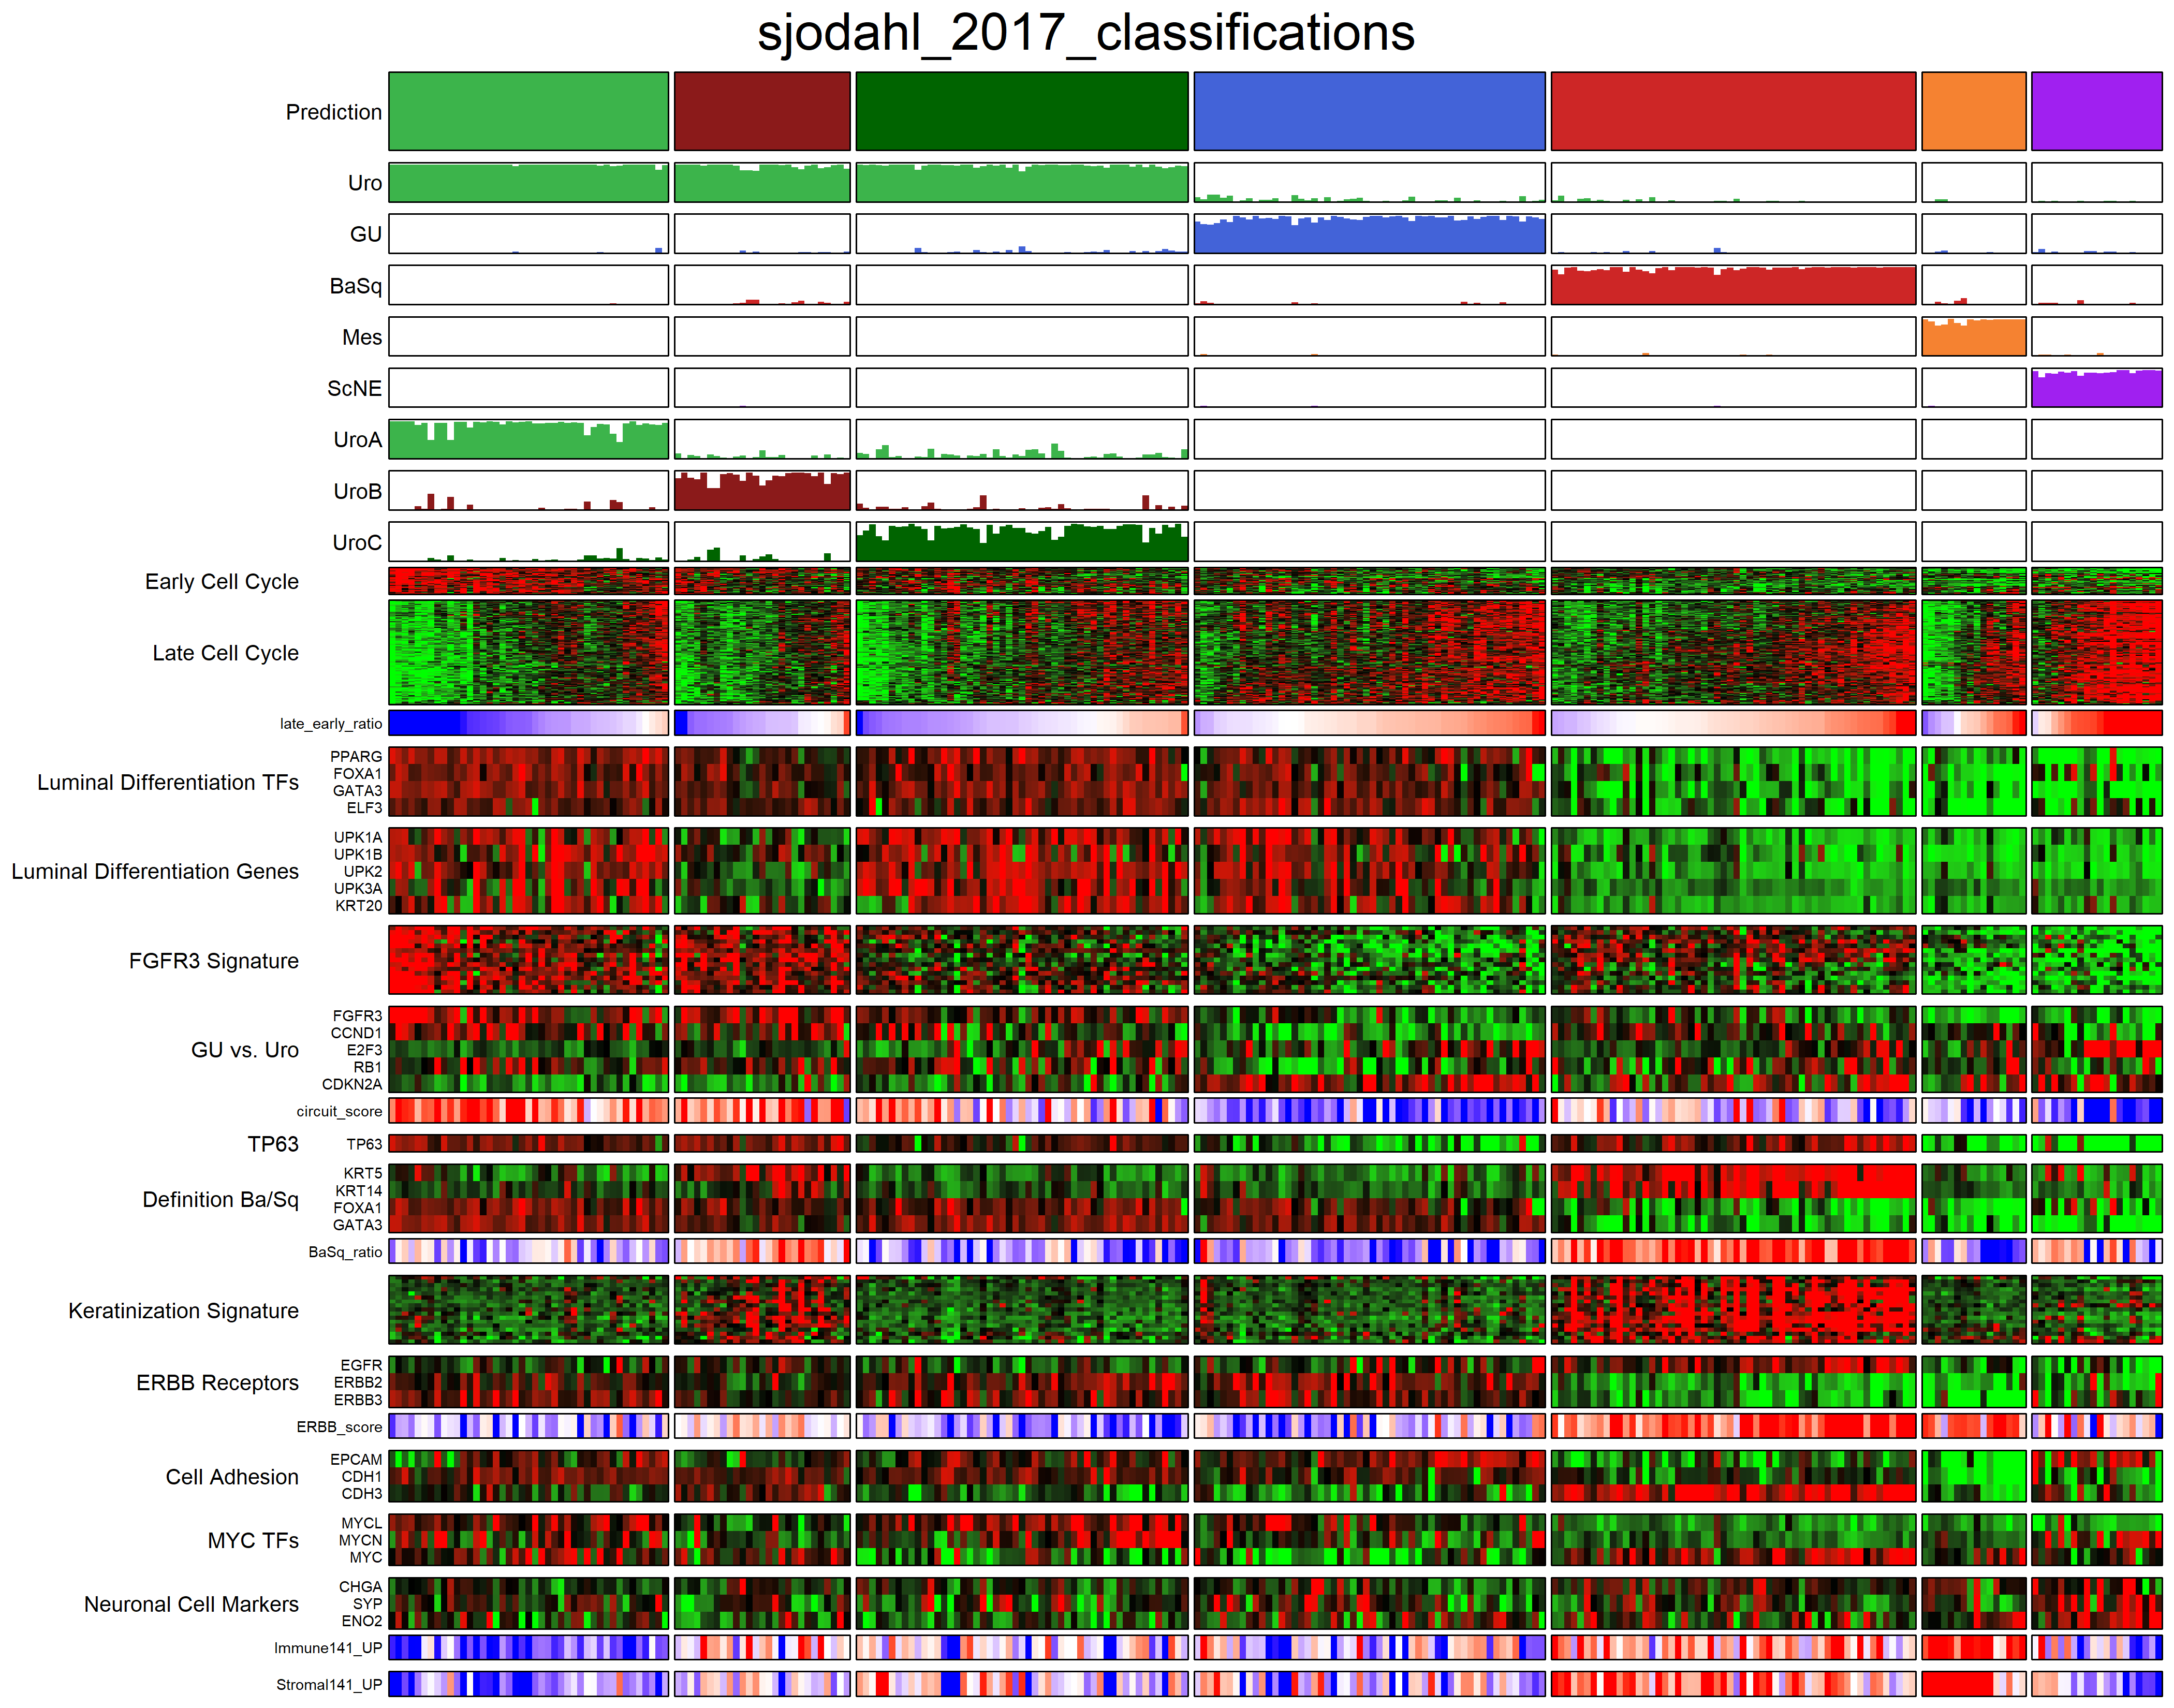 sjodahl_2017_classifications
Prediction
Uro
GU
BaSq
Mes
ScNE
UroA
UroB
UroC
Early Cell Cycle
Late Cell Cycle
late_early_ratio
Luminal Differentiation TFs
PPARG
FOXA1
GATA3
ELF3
Luminal Differentiation Genes
UPK1A
UPK1B
UPK2
UPK3A
KRT20
FGFR3 Signature
GU vs. Uro
FGFR3
CCND1
E2F3
RB1
CDKN2A
circuit_score
TP63
TP63
Definition Ba/Sq
KRT5
KRT14
FOXA1
GATA3
BaSq_ratio
Keratinization Signature
ERBB Receptors
EGFR
ERBB2
ERBB3
ERBB_score
Cell Adhesion
EPCAM
CDH1
CDH3
MYC TFs
MYCL
MYCN
MYC
Neuronal Cell Markers
CHGA
SYP
ENO2
Immune141_UP
Stromal141_UP